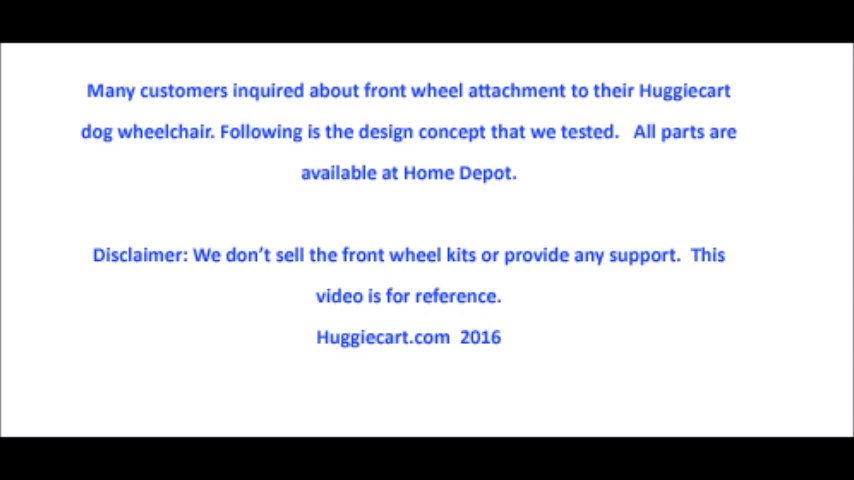 Many customers inquired about front wheel attachment to their Huggiecart
dog wheelchair. Following is the design concept that we tested.   All parts are
available at Home Depot.
Disclaimer: We don’t sell the front wheel kits or provide any support.  This
video is for reference.
Huggiecart.com  2016